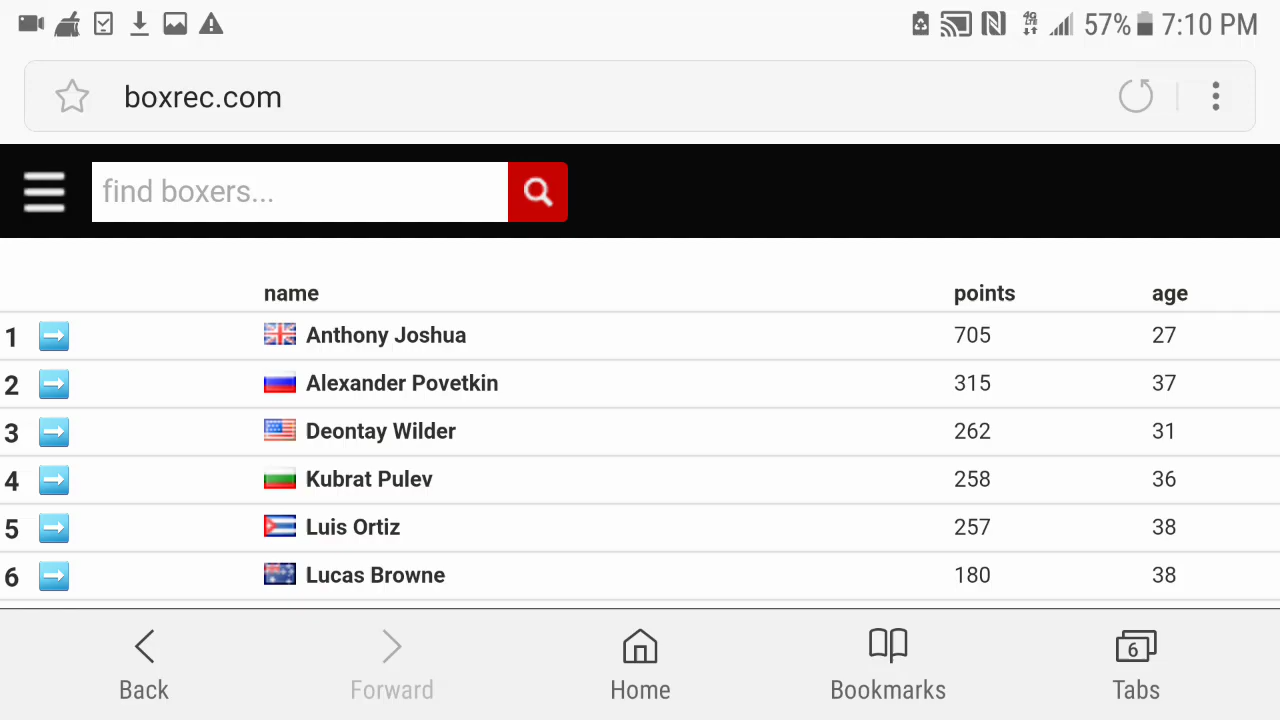 57% 7:10 PM
boxrec.com
find boxers...
name points age
1 Anthony Joshua 705 27
2 Alexander Povetkin 315 37
3 Deontay Wilder 262 31
4 Kubrat Pulev 258 36
5 Luis Ortiz 257 38
6 Lucas Browne 180 38
6
Back Forward Home Bookmarks Tabs